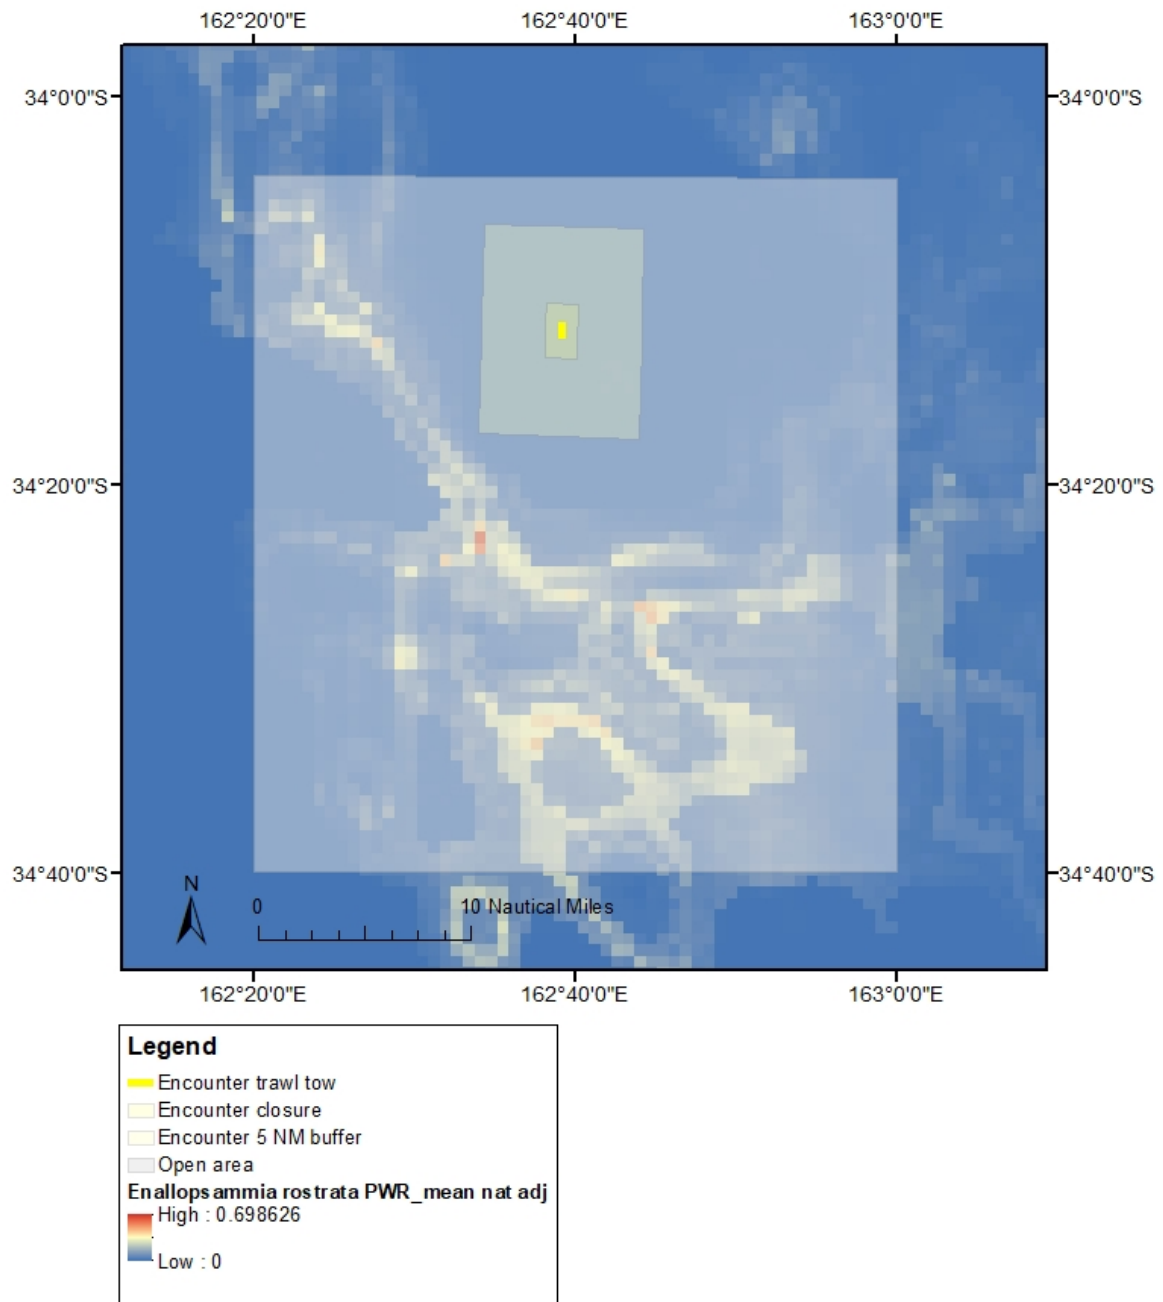 162°20'0"E 162°40'0"E 163°0'0"E
34°0'0"S 34°0'0"S
34°20'0"S 34°20'0"S
34°40'0"S 34°40'0"S
N
0 10 Nautical Miles
162°20'0"E 162°40'0"E 163°0'0"E
Legend
Encounter trawl tow
Encounter closure
Encounter 5 NM buffer
Open area
Enallopsammia rostrata PWR_mean nat adj
High : 0.698626
Low : 0